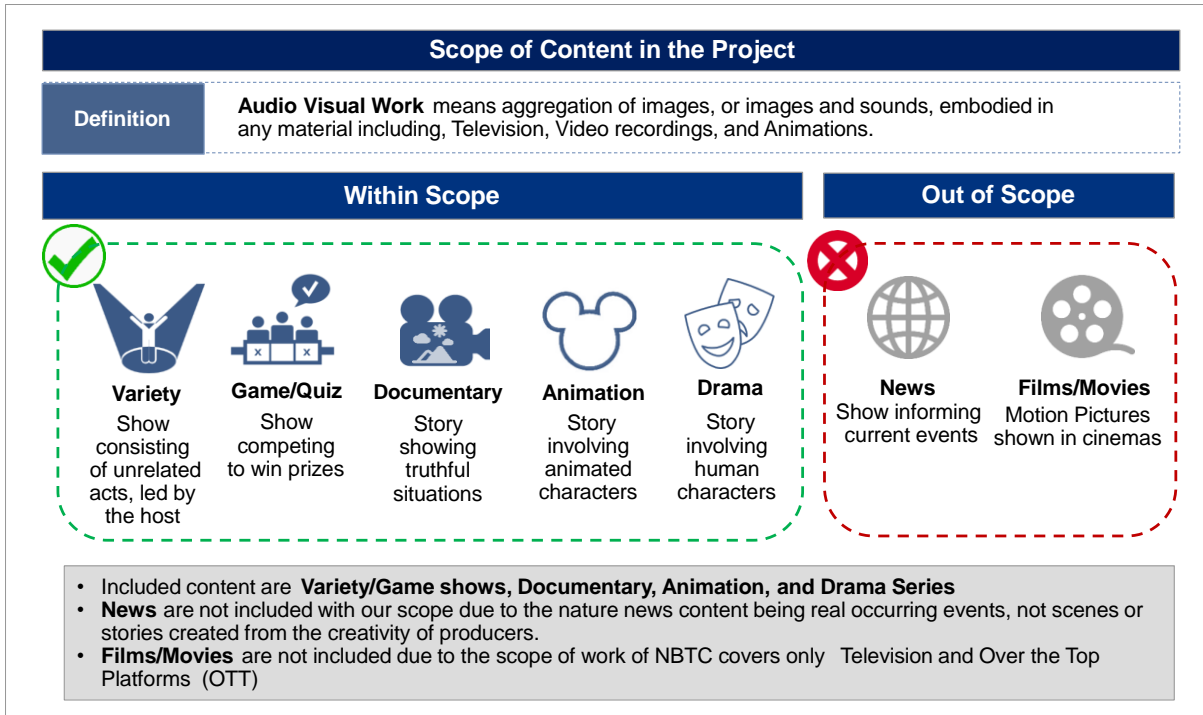 Scope of Content in the Project
Definition
Audio Visual Work means aggregation of images, or images and sounds, embodied in
any material including, Television, Video recordings, and Animations.
Within Scope
Out of Scope
Variety
Show
consisting
of unrelated
acts, led by
the host
Game/Quiz
Show
competing
to win prizes
Documentary
Story
showing
truthful
situations
Animation
Story
involving
animated
characters
Drama
Story
involving
human
characters
News
Show informing
current events
Films/Movies
Motion Pictures
shown in cinemas
• Included content are Variety/Game shows, Documentary, Animation, and Drama Series
• News are not included with our scope due to the nature news content being real occurring events, not scenes or
stories created from the creativity of producers.
• Films/Movies are not included due to the scope of work of NBTC covers only Television and Over the Top
Platforms (OTT)